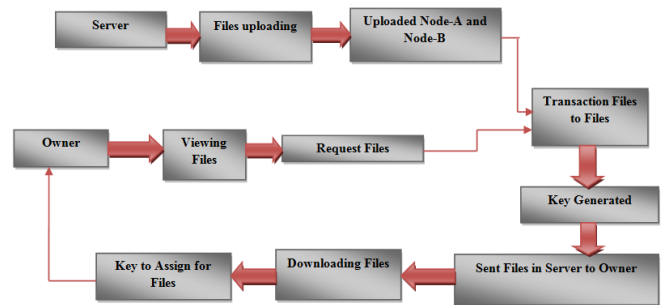 Server
Files uploading
Uploaded Node-A and
Node-B
Transaction Files
to Files
Owner
Viewing
Files
Request Files
Key Generated
Sent Files in Server to Owner
Downloading Files
Key to Assign for
Files